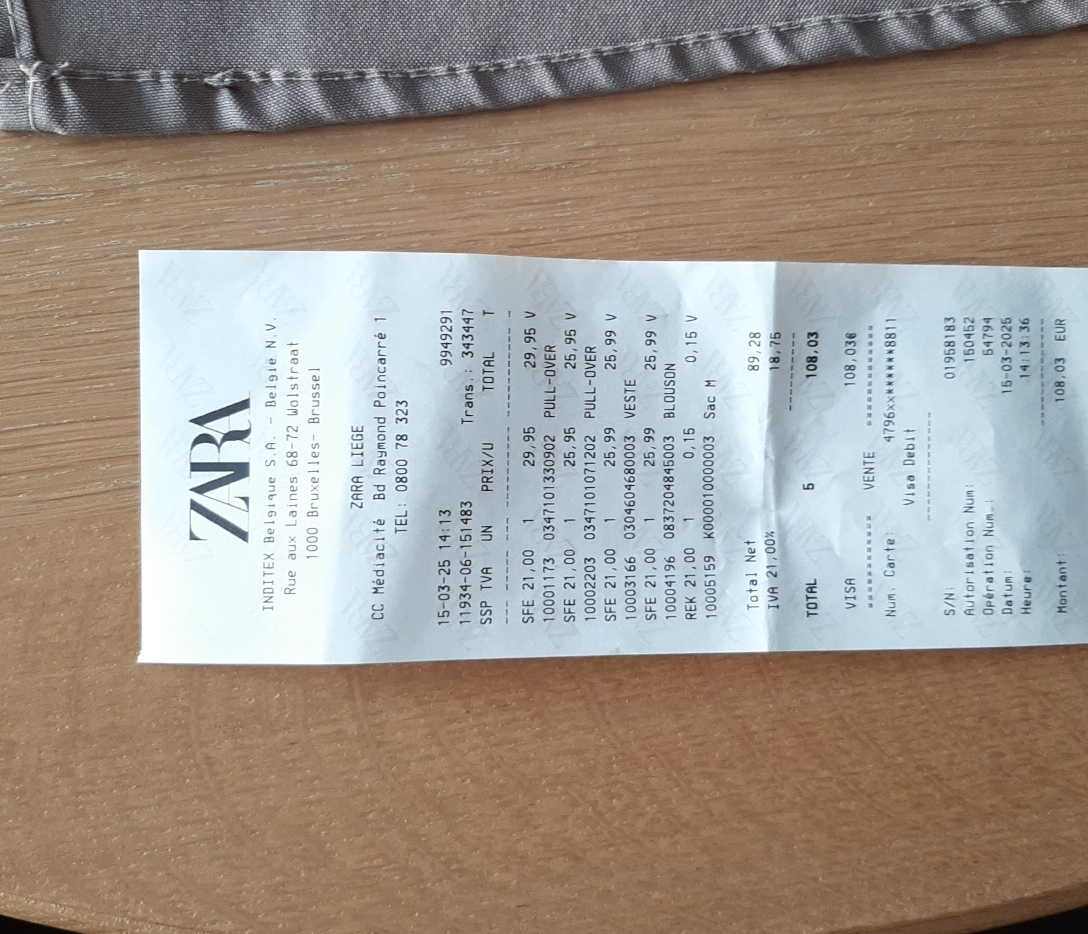 ZARA
INDITEX Belgique S.A. - België N.V.
Rue aux Laines 68-72 Wolstraat
1000 Bruxelles- Brussel
ZARA LIEGE
CC Médiacité Bd Raymond Poincarré 1
TEL: 0800 78 323
15-03-25 14:13 9949291
11934-06-151483 Trans.: 343447
SSP TVA UN PRIX/U TOTAL T
SFE 21,00 1 29,95 29,95 V
10001173 03471013330902 PULL-OVER
SFE 21,00 1 25,95 25,95 V
10002203 0347101071202 PULL-OVER
SFE 21,00 1 25,99 25,99 V
10003166 0304604680003 VESTE
SFE 21,00 1 25,99 25,99 V
10004196 0837204845003 BLOUSON
REK 21,00 1 0,15 0,15 V
10005159 K00001000003 Sac M
Total Net 89,28
IVA 21,00% 18,75
TOTAL 5 108,03
VISA 108,03€
========= VENTE =========
Num. Carte: 4796xx******8811
Visa Debit
S/N: 01958183
Autorisation Num: 150452
Opération Num.: 54794
Datum: 15-03-2025
Heure: 14:13:36
Montant: 108,03 EUR